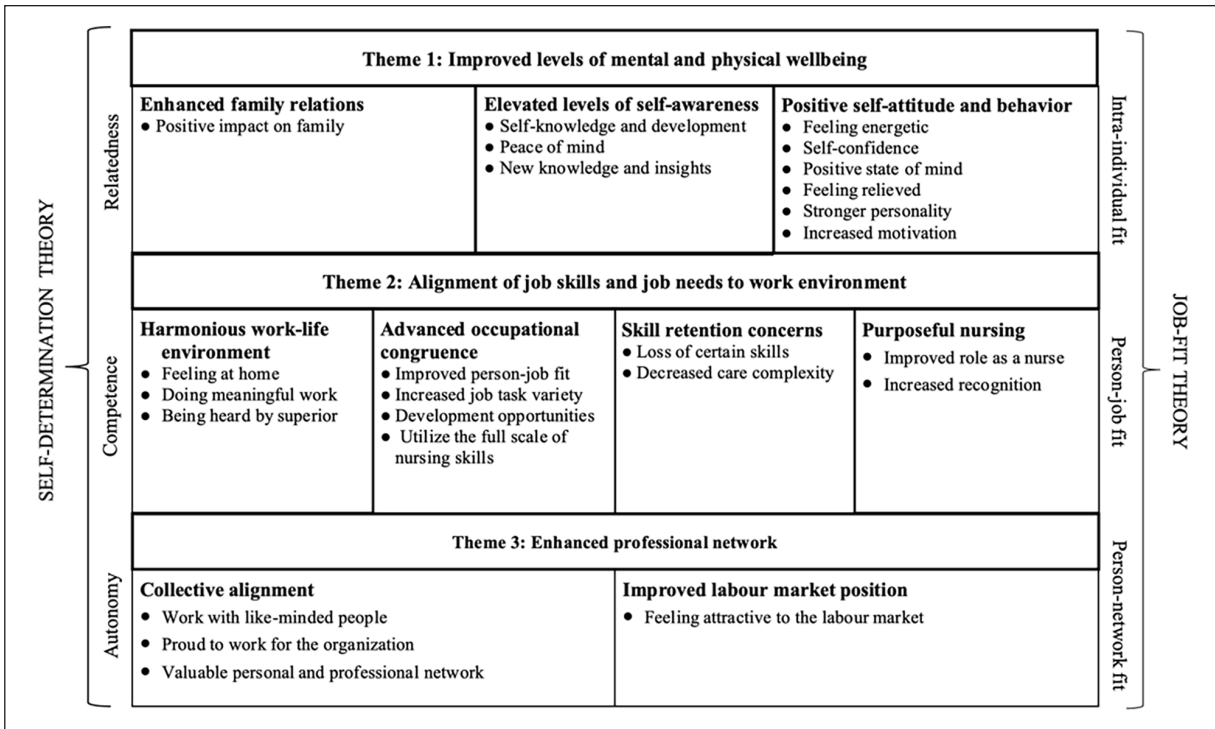 SELF-DETERMINATION THEORY
Relatedness
Competence
Autonomy
Theme 1: Improved levels of mental and physical wellbeing
Enhanced family relations
● Positive impact on family
Elevated levels of self-awareness
● Self-knowledge and development
● Peace of mind
● New knowledge and insights
Positive self-attitude and behavior
● Feeling energetic
● Self-confidence
● Positive state of mind
● Feeling relieved
● Stronger personality
● Increased motivation
Theme 2: Alignment of job skills and job needs to work environment
Harmonious work-life
environment
● Feeling at home
● Doing meaningful work
● Being heard by superior
Advanced occupational
congruence
● Improved person-job fit
● Increased job task variety
● Development opportunities
● Utilize the full scale of
nursing skills
Skill retention concerns
● Loss of certain skills
● Decreased care complexity
Purposeful nursing
● Improved role as a nurse
● Increased recognition
Theme 3: Enhanced professional network
Collective alignment
● Work with like-minded people
● Proud to work for the organization
● Valuable personal and professional network
Improved labour market position
● Feeling attractive to the labour market
Intra-individual fit
Person-job fit
Person-network fit
JOB-FIT THEORY